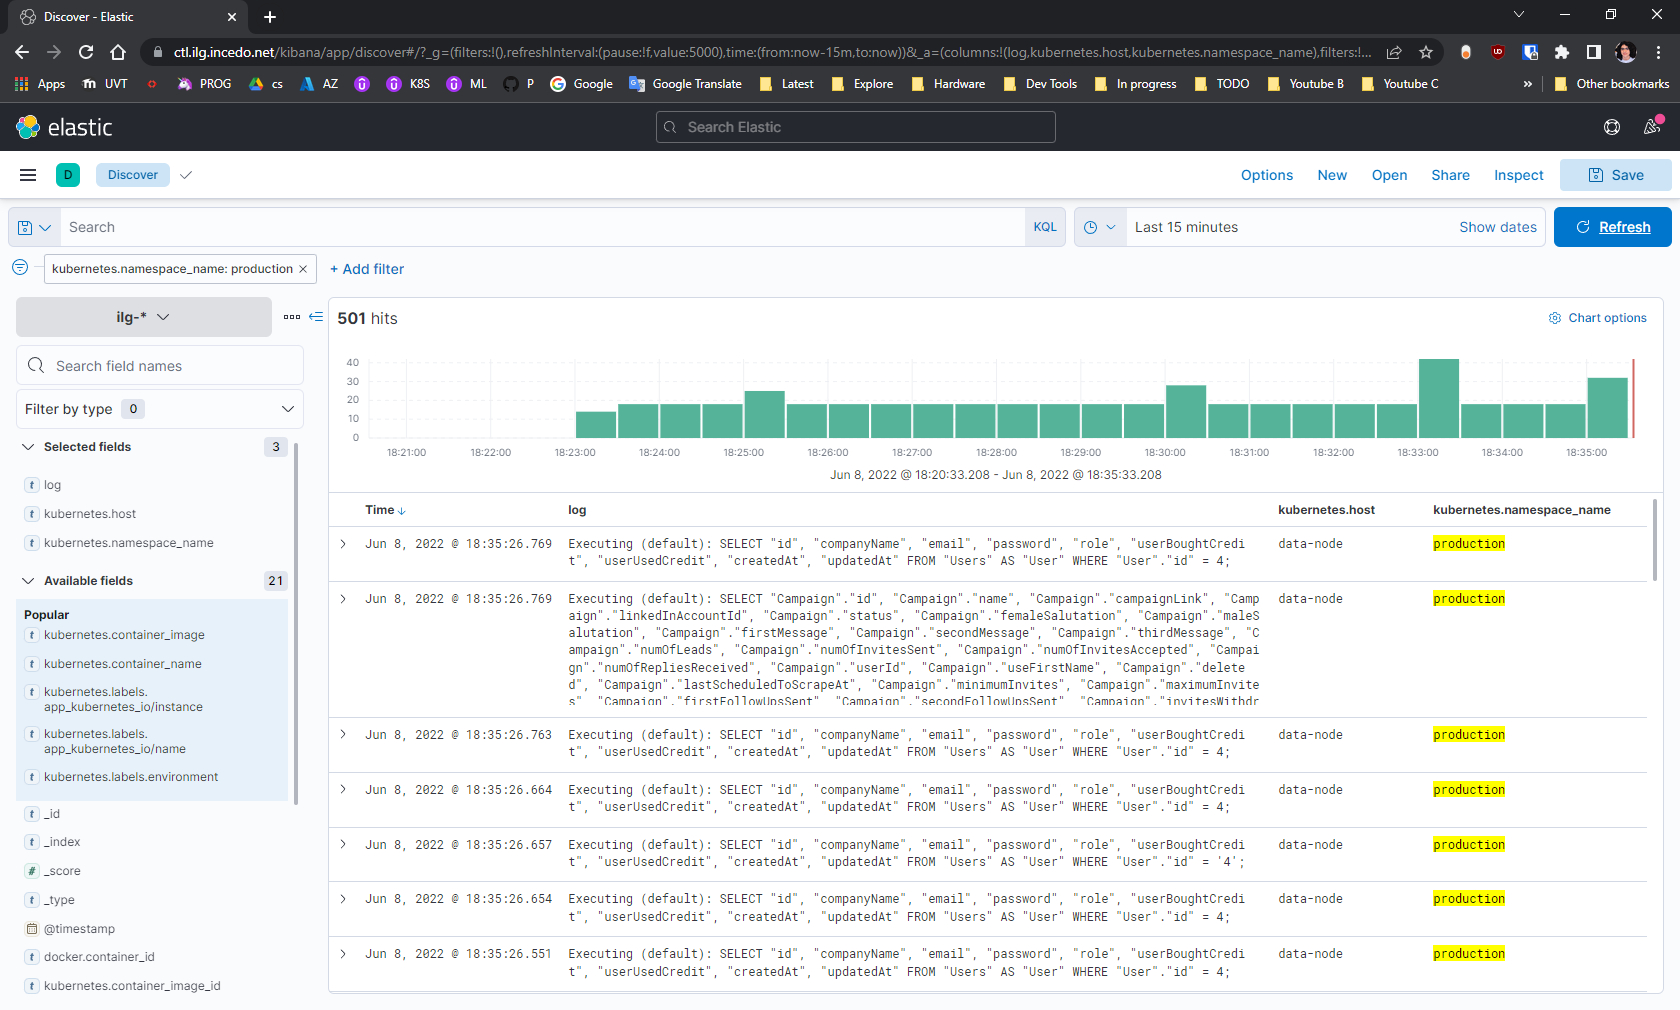 Discover - Elastic
ctl.ilg.incedo.net/kibana/app/discover#/?_g=(filters:!(),refreshInterval:(pause:!f,value:5000),time:(from:now-15m,to:now))&_a=(columns:!(log,kubernetes.host,kubernetes.namespace_name),filters:!...
Apps UVT PROG cs AZ K8S ML P Google Google Translate Latest Explore Hardware Dev Tools In progress TODO Youtube B Youtube C » Other bookmarks
elastic Search Elastic
D Discover Options New Open Share Inspect Save
Search KQL Last 15 minutes Show dates Refresh
kubernetes.namespace_name: production × + Add filter
ilg-*
501 hits Chart options
Search field names
Filter by type 0
Selected fields 3
t log
t kubernetes.host
t kubernetes.namespace_name
Available fields 21
Popular
t kubernetes.container_image
t kubernetes.container_name
t kubernetes.labels.
app_kubernetes_io/instance
t kubernetes.labels.
app_kubernetes_io/name
t kubernetes.labels.environment
t _id
t _index
# _score
t _type
@timestamp
t docker.container_id
t kubernetes.container_image_id
40
30
20
10
0
18:21:00 18:22:00 18:23:00 18:24:00 18:25:00 18:26:00 18:27:00 18:28:00 18:29:00 18:30:00 18:31:00 18:32:00 18:33:00 18:34:00 18:35:00
Jun 8, 2022 @ 18:20:33.208 - Jun 8, 2022 @ 18:35:33.208
Time ↓ log kubernetes.host kubernetes.namespace_name
Jun 8, 2022 @ 18:35:26.769 Executing (default): SELECT "id", "companyName", "email", "password", "role", "userBoughtCredi data-node production
t", "userUsedCredit", "createdAt", "updatedAt" FROM "Users" AS "User" WHERE "User"."id" = 4;
Jun 8, 2022 @ 18:35:26.769 Executing (default): SELECT "Campaign"."id", "Campaign"."name", "Campaign"."campaignLink", "Camp data-node production
aign"."linkedInAccountId", "Campaign"."status", "Campaign"."femaleSalutation", "Campaign"."maleS
alutation", "Campaign"."firstMessage", "Campaign"."secondMessage", "Campaign"."thirdMessage", "C
ampaign"."numOfLeads", "Campaign"."numOfInvitesSent", "Campaign"."numOfInvitesAccepted", "Campai
gn"."numOfRepliesReceived", "Campaign"."userId", "Campaign"."useFirstName", "Campaign"."delete
d", "Campaign"."lastScheduledToScrapeAt", "Campaign"."minimumInvites", "Campaign"."maximumInvite
s" "Campaign"."firstFollowUpsSent" "Campaign"."secondFollowUpsSent" "Campaign"."invitesWithdr
Jun 8, 2022 @ 18:35:26.763 Executing (default): SELECT "id", "companyName", "email", "password", "role", "userBoughtCredi data-node production
t", "userUsedCredit", "createdAt", "updatedAt" FROM "Users" AS "User" WHERE "User"."id" = 4;
Jun 8, 2022 @ 18:35:26.664 Executing (default): SELECT "id", "companyName", "email", "password", "role", "userBoughtCredi data-node production
t", "userUsedCredit", "createdAt", "updatedAt" FROM "Users" AS "User" WHERE "User"."id" = 4;
Jun 8, 2022 @ 18:35:26.657 Executing (default): SELECT "id", "companyName", "email", "password", "role", "userBoughtCredi data-node production
t", "userUsedCredit", "createdAt", "updatedAt" FROM "Users" AS "User" WHERE "User"."id" = '4';
Jun 8, 2022 @ 18:35:26.654 Executing (default): SELECT "id", "companyName", "email", "password", "role", "userBoughtCredi data-node production
t", "userUsedCredit", "createdAt", "updatedAt" FROM "Users" AS "User" WHERE "User"."id" = 4;
Jun 8, 2022 @ 18:35:26.551 Executing (default): SELECT "id", "companyName", "email", "password", "role", "userBoughtCredi data-node production
t", "userUsedCredit", "createdAt", "updatedAt" FROM "Users" AS "User" WHERE "User"."id" = 4;